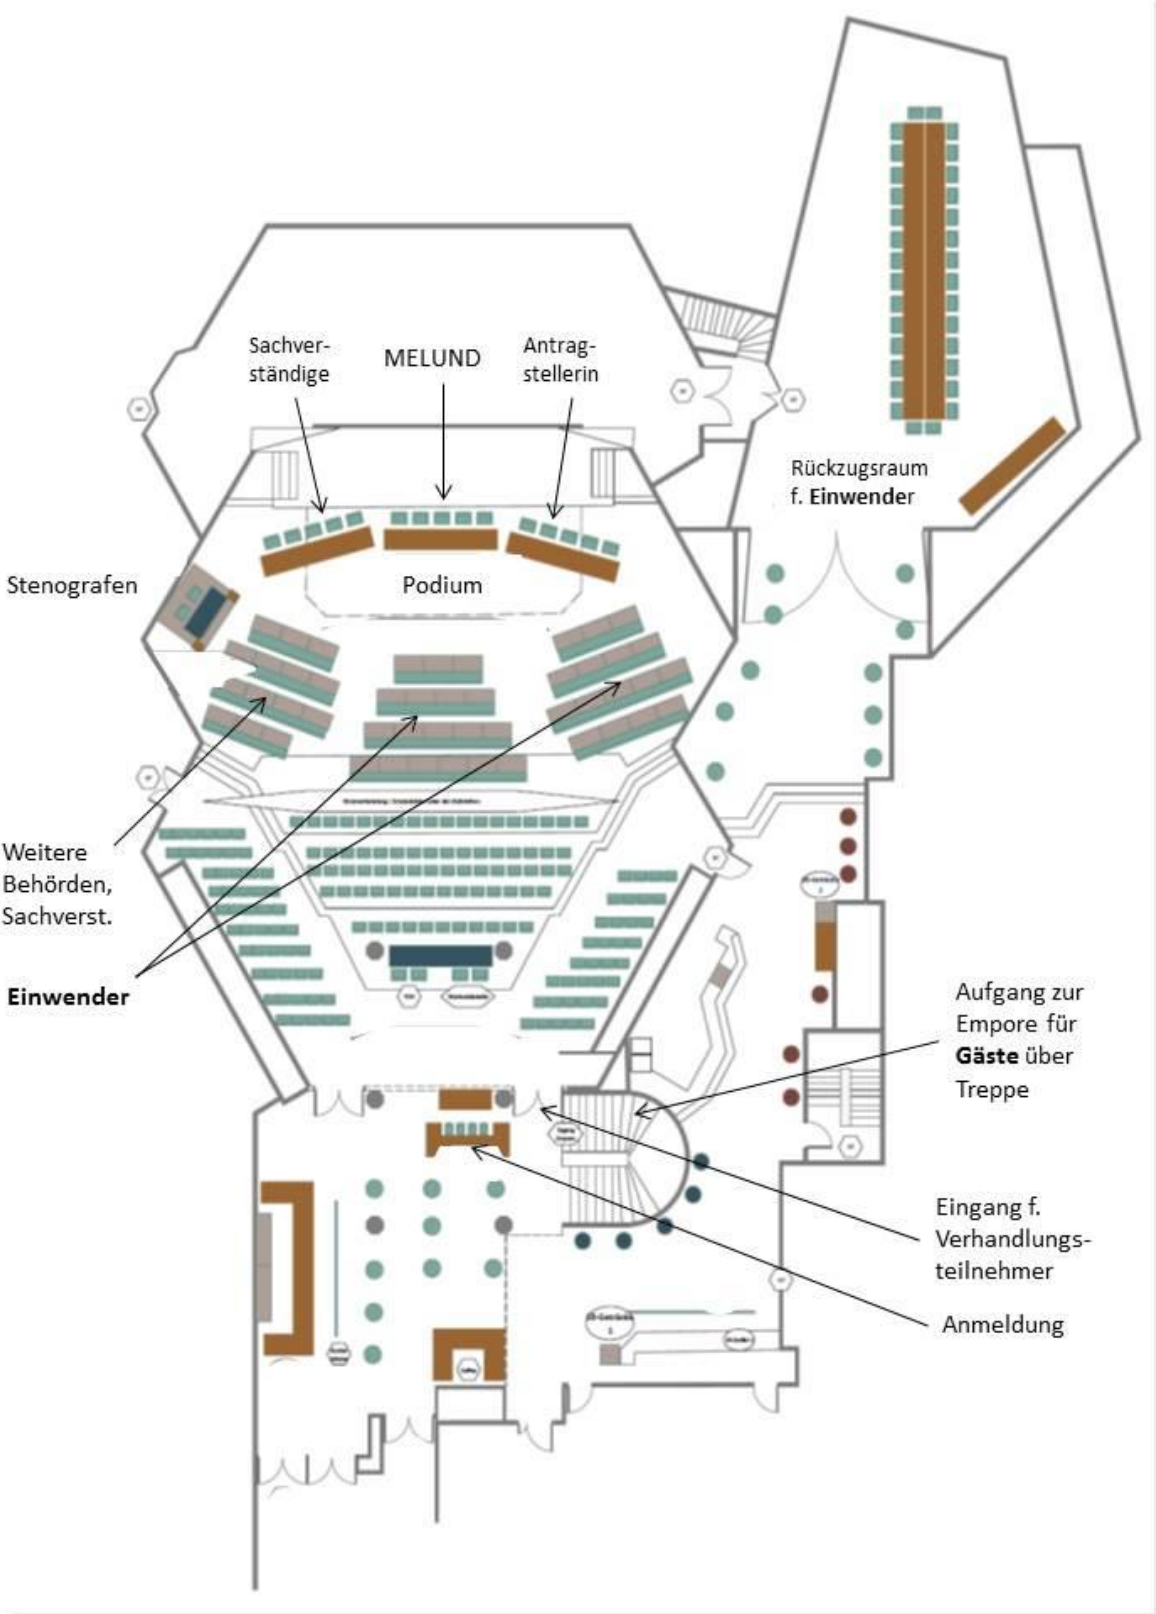 Sachver-
ständige
MELUND
Antrag-
stellerin
Rückzugsraum
f. Einwender
Stenografen
Podium
Weitere
Behörden,
Sachverst.
Einwender
Aufgang zur
Empore für
Gäste über
Treppe
Eingang f.
Verhandlungs-
teilnehmer
Anmeldung